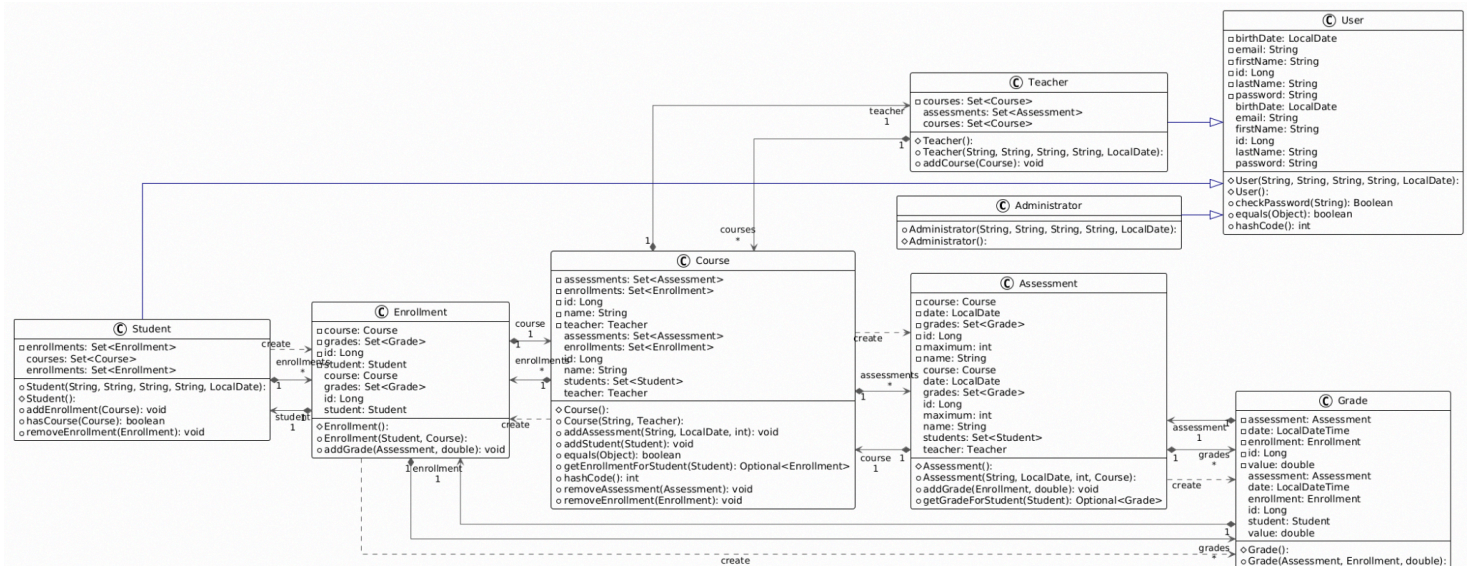 C User
birthDate: LocalDate
email: String
firstName: String
id: Long
lastName: String
password: String
birthDate: LocalDate
email: String
firstName: String
id: Long
lastName: String
password: String
User(String, String, String, String, LocalDate):
User():
checkPassword(String): Boolean
equals(Object): boolean
hashCode(): int
C Teacher
courses: Set<Course>
assessments: Set<Assessment>
courses: Set<Course>
Teacher():
Teacher(String, String, String, String, LocalDate):
addCourse(Course): void
teacher
1
1
C Administrator
Administrator(String, String, String, String, LocalDate):
Administrator():
1
courses
*
C Course
assessments: Set<Assessment>
enrollments: Set<Enrollment>
id: Long
name: String
teacher: Teacher
assessments: Set<Assessment>
enrollments: Set<Enrollment>
id: Long
name: String
students: Set<Student>
teacher: Teacher
Course():
Course(String, Teacher):
addAssessment(String, LocalDate, int): void
addStudent(Student): void
equals(Object): boolean
getEnrollmentForStudent(Student): Optional<Enrollment>
hashCode(): int
removeAssessment(Assessment): void
removeEnrollment(Enrollment): void
C Assessment
course: Course
date: LocalDate
grades: Set<Grade>
id: Long
maximum: int
name: String
course: Course
date: LocalDate
grades: Set<Grade>
id: Long
maximum: int
name: String
students: Set<Student>
teacher: Teacher
Assessment():
Assessment(String, LocalDate, int, Course):
addGrade(Enrollment, double): void
getGradeForStudent(Student): Optional<Grade>
C Enrollment
course: Course
grades: Set<Grade>
id: Long
student: Student
course: Course
grades: Set<Grade>
id: Long
student: Student
Enrollment():
Enrollment(Student, Course):
addGrade(Assessment, double): void
C Student
enrollments: Set<Enrollment>
courses: Set<Course>
enrollments: Set<Enrollment>
Student(String, String, String, String, LocalDate):
Student():
addEnrollment(Course): void
hasCourse(Course): boolean
removeEnrollment(Enrollment): void
create
enrollments
*
1
student
1
1
course
1
1
enrollments
*
1
create
create
assessments
*
1
course
1
1
C Grade
assessment: Assessment
date: LocalDateTime
enrollment: Enrollment
id: Long
value: double
assessment: Assessment
date: LocalDateTime
enrollment: Enrollment
id: Long
student: Student
value: double
Grade():
Grade(Assessment, Enrollment, double):
assessment
1
1
1
grades
*
create
1
enrollment
1
1
grades
*
create